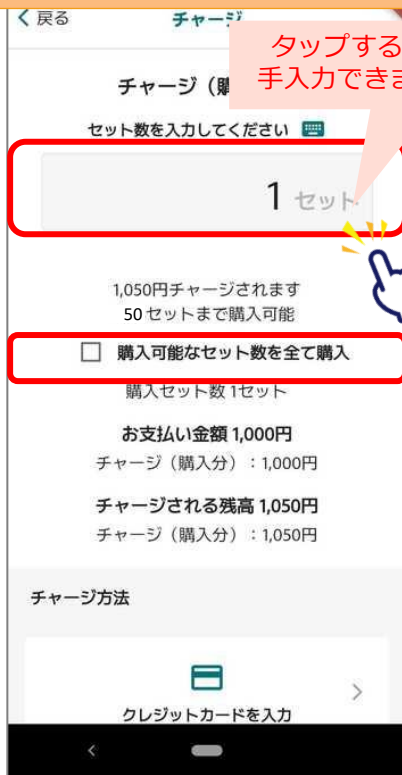 戻る
チャージ
タップする
手入力できま
チャージ（購
セット数を入力してください
1 セット
1,050円チャージされます
50 セットまで購入可能
購入可能なセット数を全て購入
購入セット数 1セット
お支払い金額 1,000円
チャージ（購入分）：1,000円
チャージされる残高 1,050円
チャージ（購入分）：1,050円
チャージ方法
クレジットカードを入力